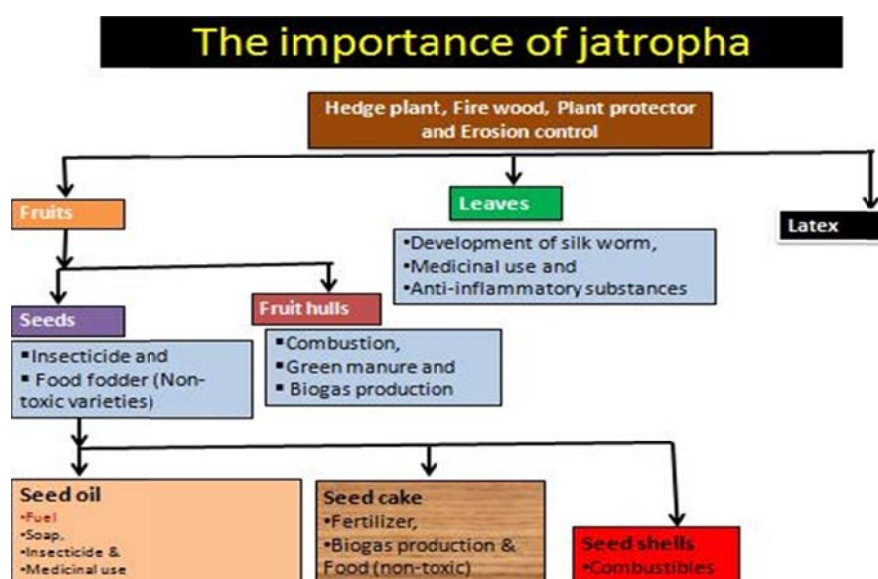 The importance of jatropha
Hedge plant, Fire wood, Plant protector
and Erosion control
Fruits
Leaves
Latex
•Development of silk worm,
•Medicinal use and
•Anti-inflammatory substances
Seeds
Fruit hulls
▪Insecticide and
▪ Food fodder (Non-
toxic varieties)
▪ Combustion,
▪ Green manure and
▪ Biogas production
Seed oil
•Fuel
•Soap,
•Insecticide &
•Medicinal use
Seed cake
•Fertilizer,
•Biogas production &
Food (non-toxic)
Seed shells
•Combustibles